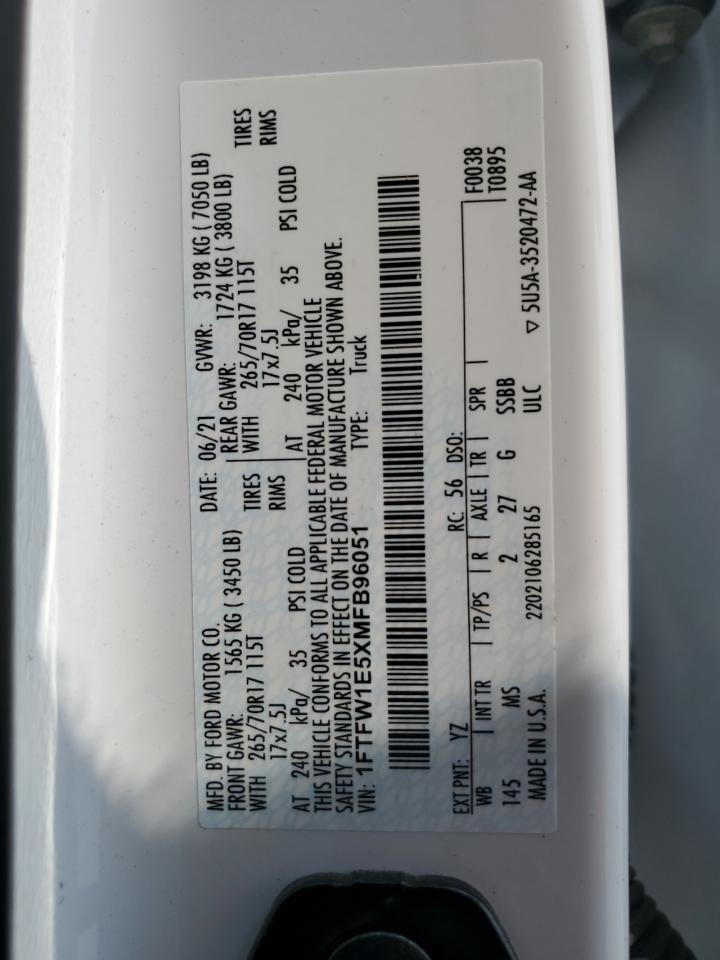 MFD. BY FORD MOTOR CO.
DATE: 06/21 GVWR: 3198 KG ( 7050 LB)
FRONT GAWR: 1565 KG ( 3450 LB) REAR GAWR: 1724 KG ( 3800 LB)
WITH 265/70R17 115T TIRES WITH 265/70R17 115T TIRES
17x7.5J RIMS 17x7.5J RIMS
AT 240 kPa/ 35 PSI COLD AT 240 kPa/ 35 PSI COLD
THIS VEHICLE CONFORMS TO ALL APPLICABLE FEDERAL MOTOR VEHICLE
SAFETY STANDARDS IN EFFECT ON THE DATE OF MANUFACTURE SHOWN ABOVE.
VIN: 1FTFW1E5XMFB96051 TYPE: Truck
EXT PNT: YZ RC: 56 DSO: F0038
WB INT TR TP/PS R AXLE TR SPR T0895
145 MS 2 27 G SSBB
MADE IN U.S.A. 2202106285165 ULC ▽ 5U5A-3520472-AA